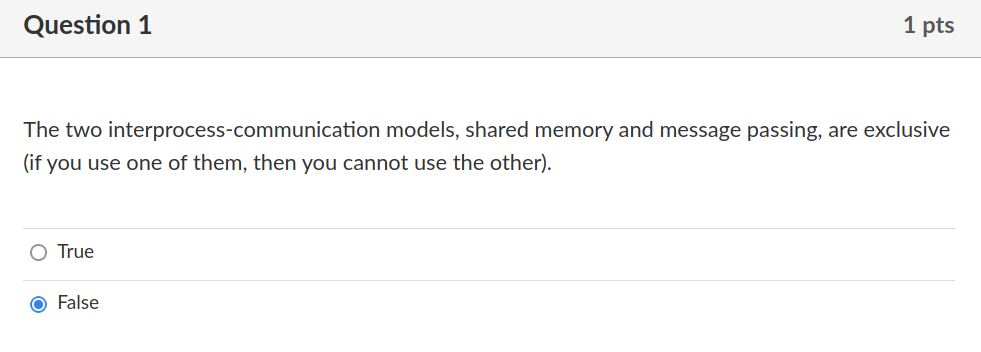 Question 1
1 pts
The two interprocess-communication models, shared memory and message passing, are exclusive
(if you use one of them, then you cannot use the other).
True
False